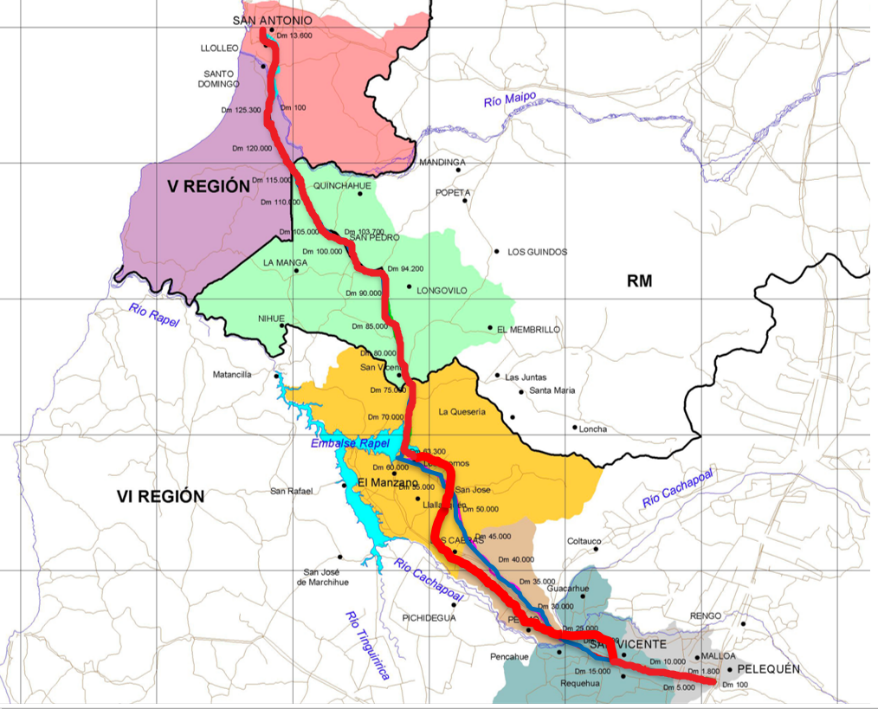 SAN ANTONIO
Dm 13.600
LLOLLEO
SANTO
DOMINGO
Dm 100
125.300
Río Maipo
Dm 120.000
MANDINGA
Dm 115.000
V REGIÓN
QUINCHAHUE
POPETA
Dm 110.000
Dm 105.000
Dm 103.700
SAN PEDRO
Dm 100.000
LOS GUINDOS
LA MANGA
Dm 94.200
RM
Dm 90.000
LONGOVILO
Río Rapel
NIHUE
Dm 85.000
EL MEMBRILLO
Dm 80.000
Matancilla
Las Juntas
Dm 75.000
Santa Maria
La Queseria
Dm 70.000
Loncha
Embalse Rapel
Dm 60.000
El Manzano
Río Cachapoal
San Rafael
San Jose
VI REGIÓN
Dm 50.000
Dm 45.000
Coltauco
Dm 40.000
San José
de Marchihue
Río Cachapoal
Dm 35.000
Guacarhue
Dm 30.000
PICHIDEGUA
Río Tinguiririca
RENGO
Dm 25.000
VICENTE
Pencahue
MALLOA
Dm 10.000
Dm 1.800
PELEQUÉN
Dm 15.000
Requehua
Dm 5.000
Dm 100